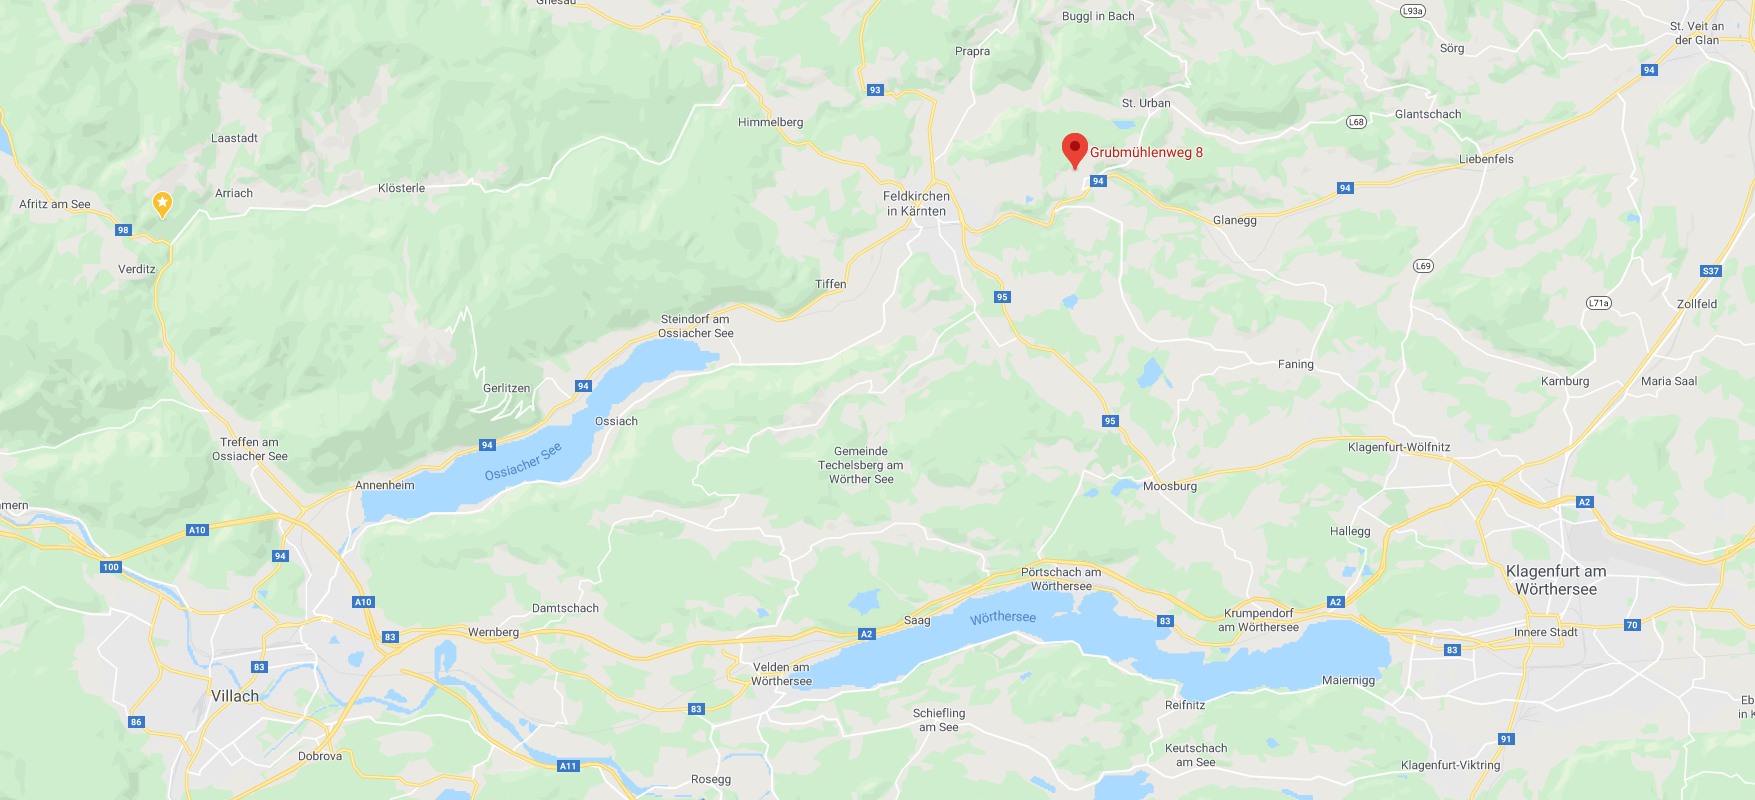 Gnesau
Buggl in Bach
L93a
St. Veit an
der Glan
Prapra
Sörg
94
93
St. Urban
Himmelberg
L68
Glantschach
Laastadt
Grubmühlenweg 8
Liebenfels
94
94
Klösterle
Arriach
Afritz am See
Feldkirchen
in Kärnten
Glanegg
98
Verditz
L69
S37
Tiffen
95
L71a
Zollfeld
Steindorf am
Ossiacher See
Faning
Gerlitzen
94
Karnburg
Maria Saal
Ossiach
95
94
Treffen am
Ossiacher See
Ossiacher See
Gemeinde
Techelsberg am
Wörther See
Klagenfurt-Wölfnitz
Annenheim
Moosburg
A2
mmern
A10
Hallegg
94
100
Pörtschach am
Wörthersee
Klagenfurt am
Wörthersee
A10
Damtschach
A2
Saag
Wörthersee
83
Krumpendorf
am Wörthersee
70
Wernberg
83
A2
Innere Stadt
83
83
Velden am
Wörthersee
Maiernigg
Villach
83
Reifnitz
86
Schiefling
am See
Eb
in K
91
Keutschach
am See
Dobrova
A11
Rosegg
Klagenfurt-Viktring